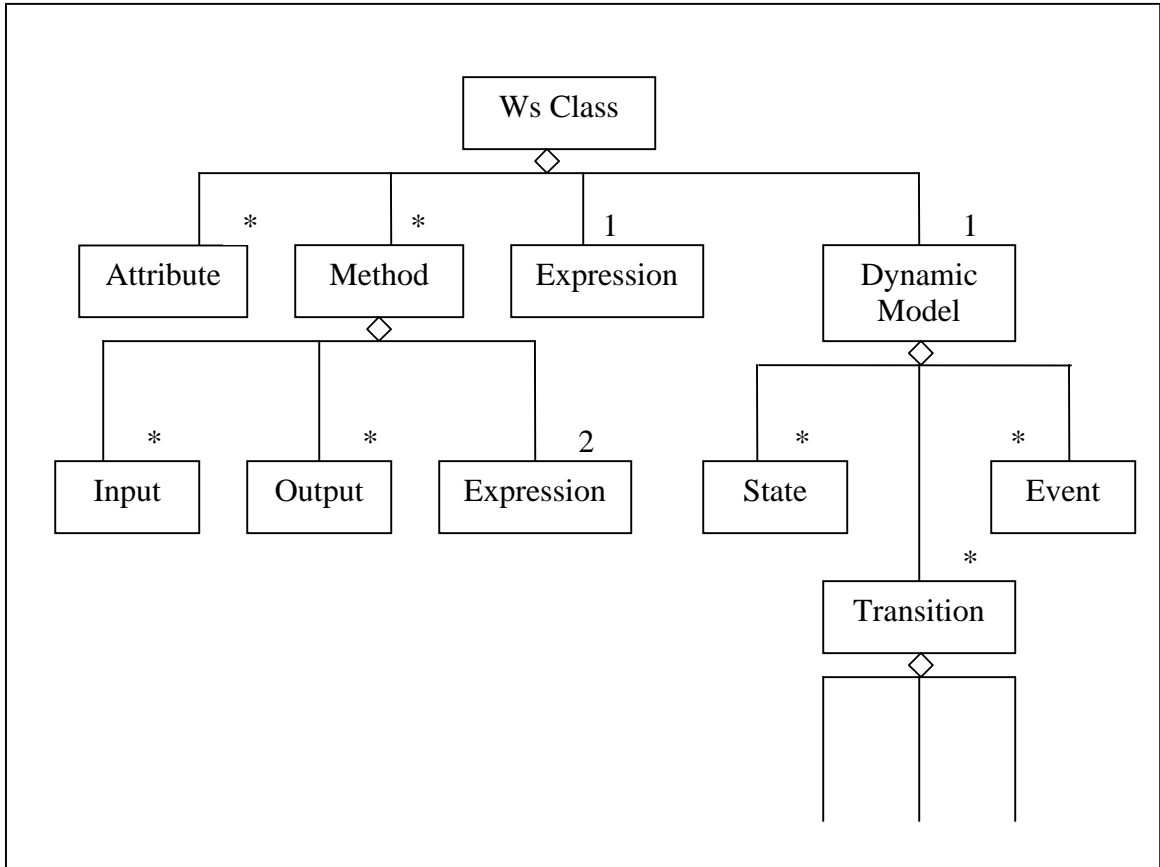 Ws Class
* * 1 1
Attribute Method Expression Dynamic
Model
* * 2 * *
Input Output Expression State Event
*
Transition